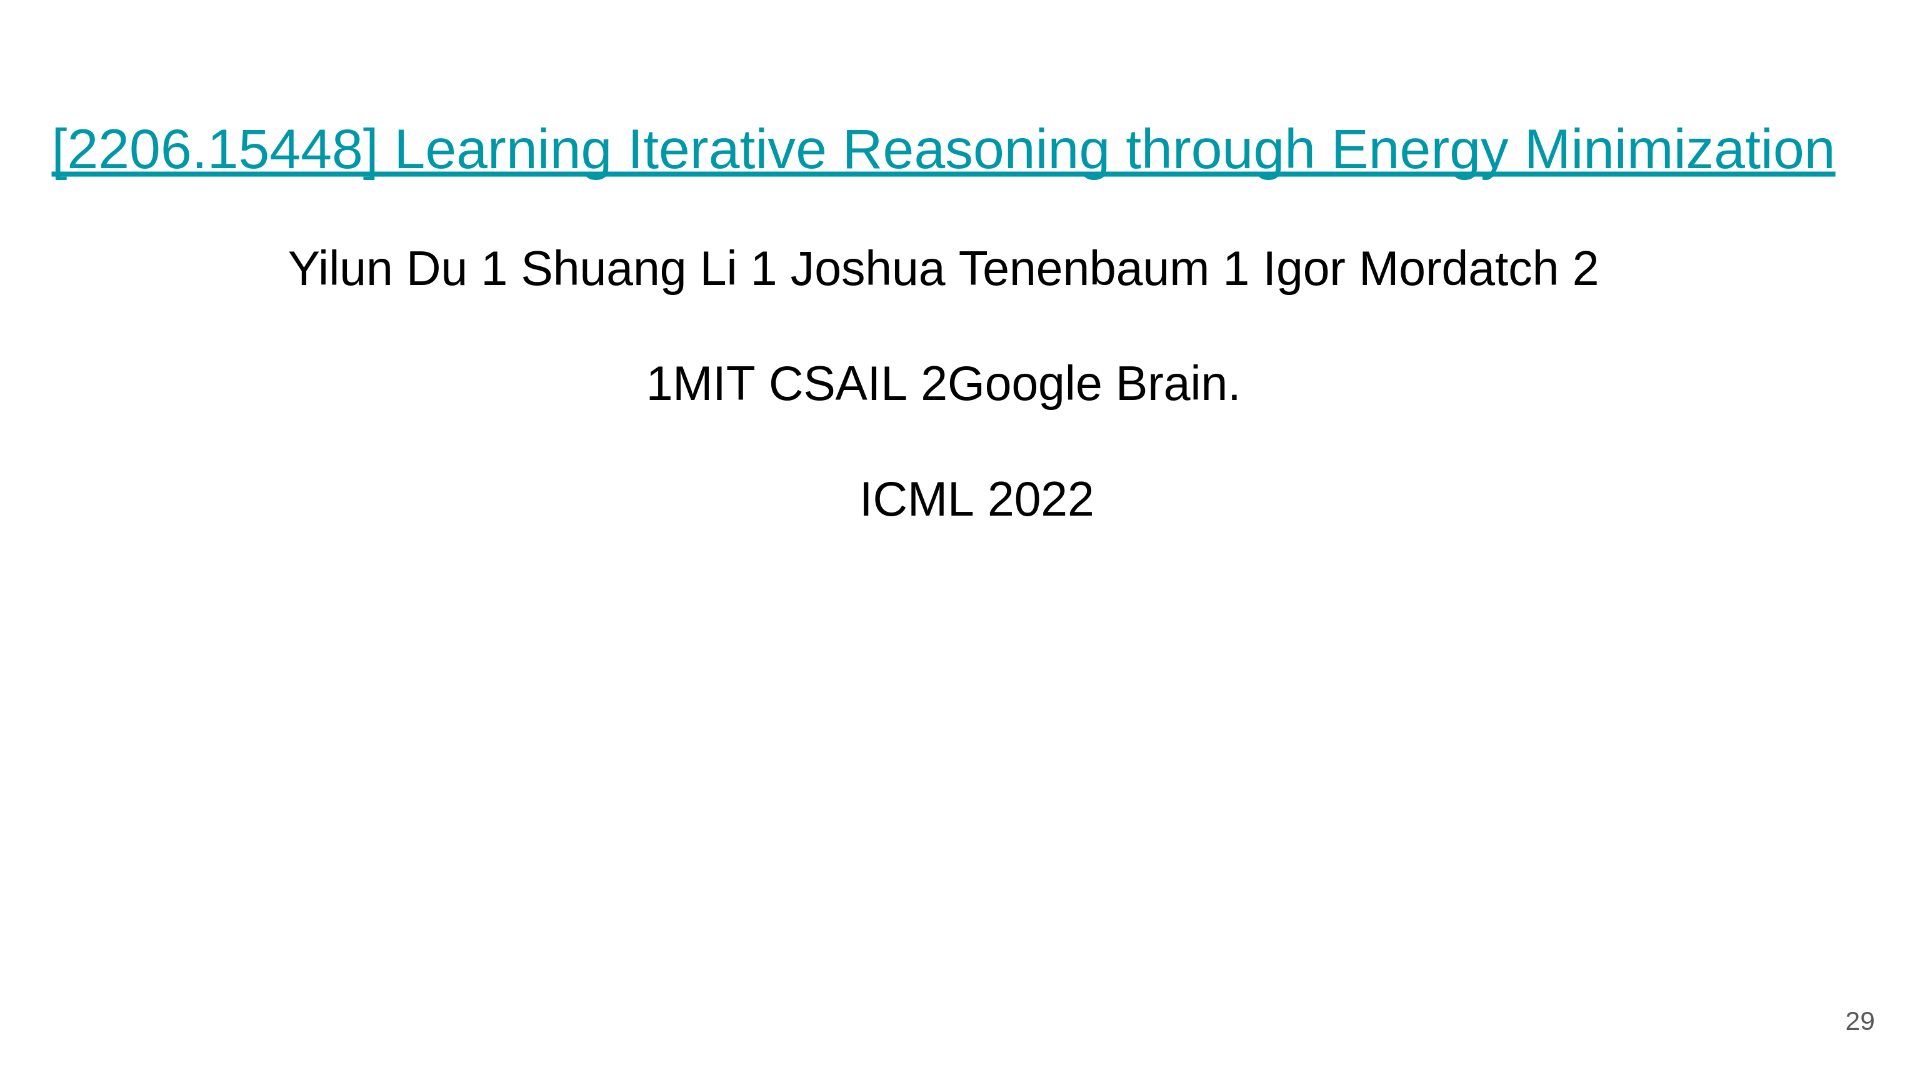 [2206.15448] Learning Iterative Reasoning through Energy Minimization
Yilun Du 1 Shuang Li 1 Joshua Tenenbaum 1 Igor Mordatch 2
1MIT CSAIL 2Google Brain.
ICML 2022
29